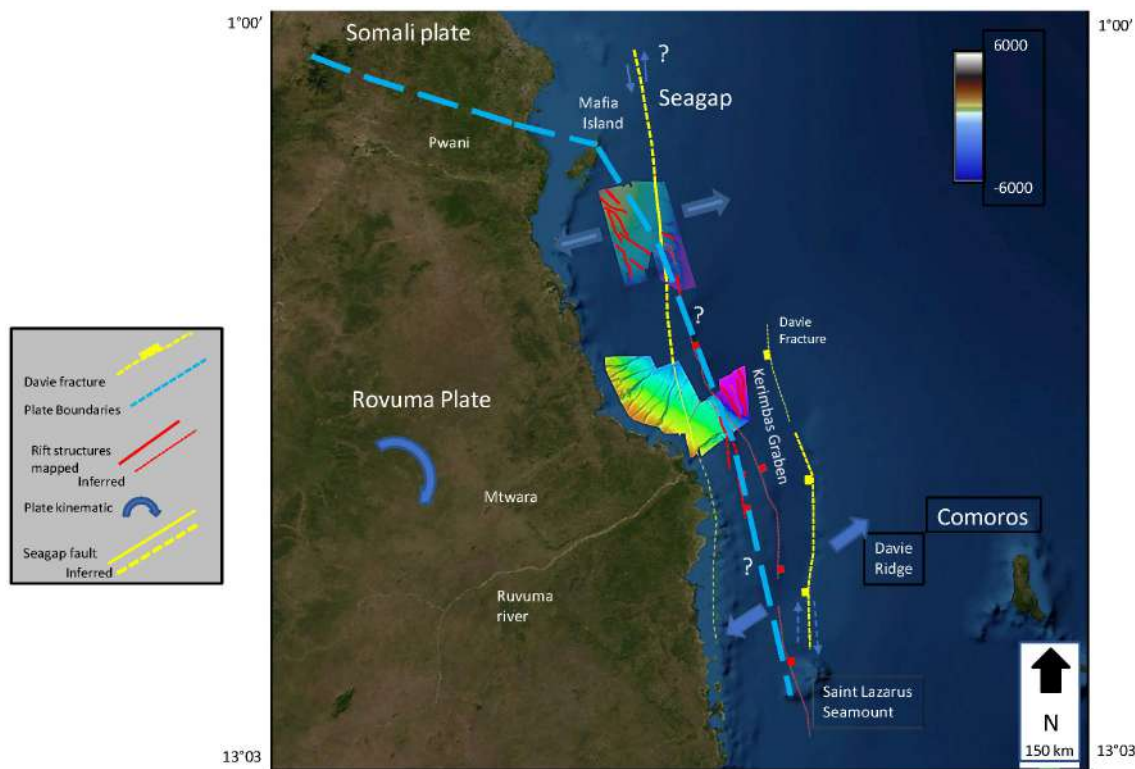 1°00’
1°00’
Somali plate
?
6000
Seagap
Mafia
Island
Pwani
-6000
?
Davie
Fracture
Davie fracture
Plate Boundaries
Rift structures
mapped
Inferred
Plate kinematic
Seagap fault
Inferred
Rovuma Plate
Kerimbas Graben
Mtwara
Comoros
Davie
Ridge
?
Ruvuma
river
Saint Lazarus
Seamount
N
150 km
13°03
13°03